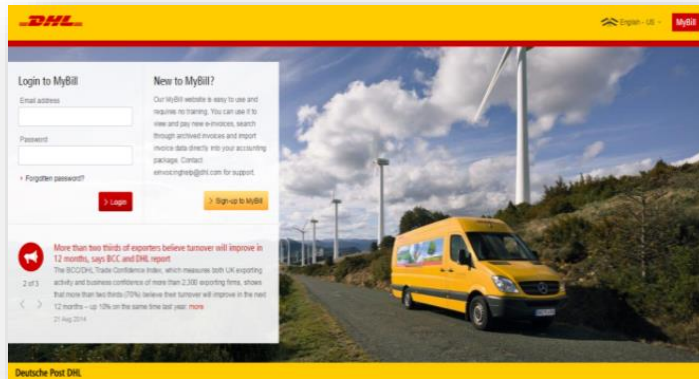 DHL
English - US
MyBill
Login to MyBill
Email address
Password
Forgotten password?
> Login
New to MyBill?
Our MyBill website is easy to use and
requires no training. You can use it to
view and pay new e-invoices, search
through archived invoices and import
invoice data directly into your accounting
package. Contact
einvoicinghelp@dhl.com for support.
> Sign-up to MyBill
More than two thirds of exporters believe turnover will improve in
12 months, says BCC and DHL report
2 of 3
The BCC/DHL Trade Confidence Index, which measures both UK exporting
activity and business confidence of more than 2,300 exporting firms, shows
that more than two thirds (70%) believe their turnover will improve in the next
12 months – up 10% on the same time last year. more
21 Aug 2014
Deutsche Post DHL